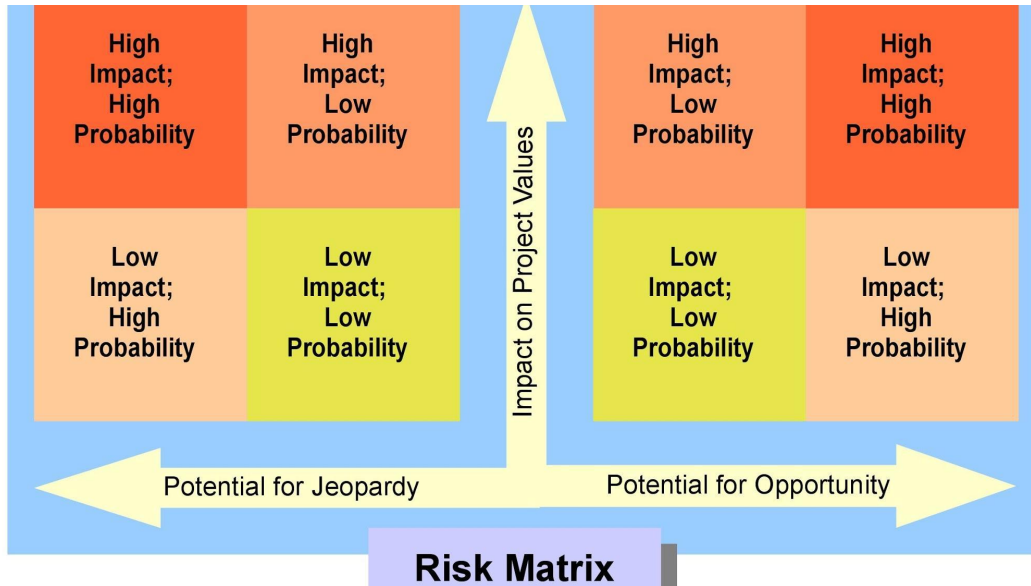 High
Impact;
High
Probability
High
Impact;
Low
Probability
Low
Impact;
High
Probability
Low
Impact;
Low
Probability
Impact on Project Values
High
Impact;
Low
Probability
High
Impact;
High
Probability
Low
Impact;
Low
Probability
Low
Impact;
High
Probability
Potential for Jeopardy
Potential for Opportunity
Risk Matrix